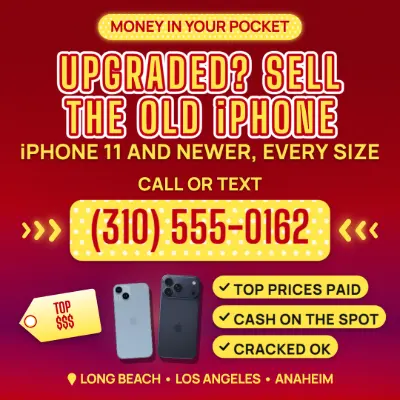 MONEY IN YOUR POCKET
UPGRADED? SELL
THE OLD iPHONE
iPHONE 11 AND NEWER, EVERY SIZE
CALL OR TEXT
(310) 555-0162
TOP
$$$
TOP PRICES PAID
CASH ON THE SPOT
CRACKED OK
LONG BEACH • LOS ANGELES • ANAHEIM